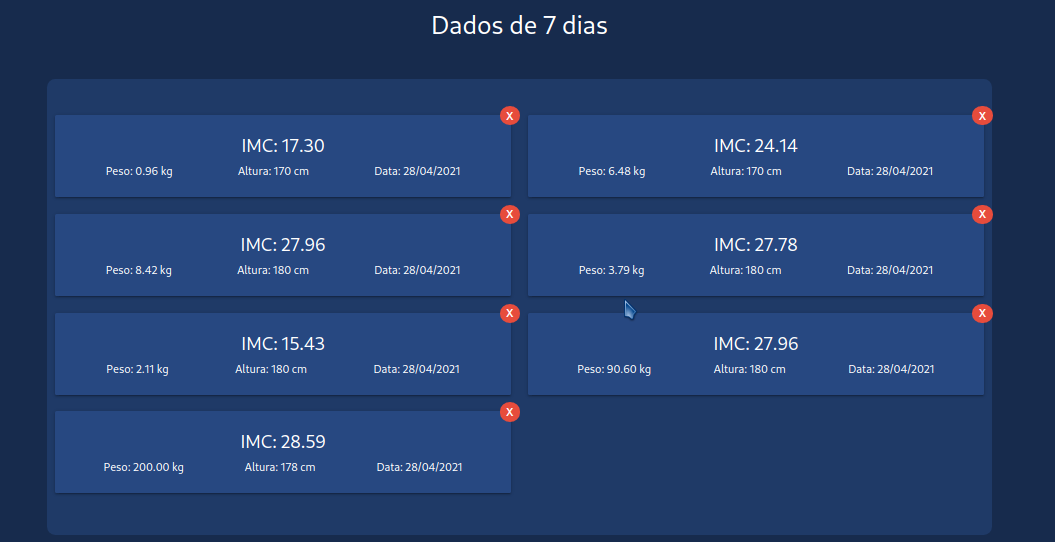 Dados de 7 dias
X
IMC: 17.30
Peso: 0.96 kg Altura: 170 cm Data: 28/04/2021
X
IMC: 24.14
Peso: 6.48 kg Altura: 170 cm Data: 28/04/2021
X
IMC: 27.96
Peso: 8.42 kg Altura: 180 cm Data: 28/04/2021
X
IMC: 27.78
Peso: 3.79 kg Altura: 180 cm Data: 28/04/2021
X
IMC: 15.43
Peso: 2.11 kg Altura: 180 cm Data: 28/04/2021
X
IMC: 27.96
Peso: 90.60 kg Altura: 180 cm Data: 28/04/2021
X
IMC: 28.59
Peso: 200.00 kg Altura: 178 cm Data: 28/04/2021